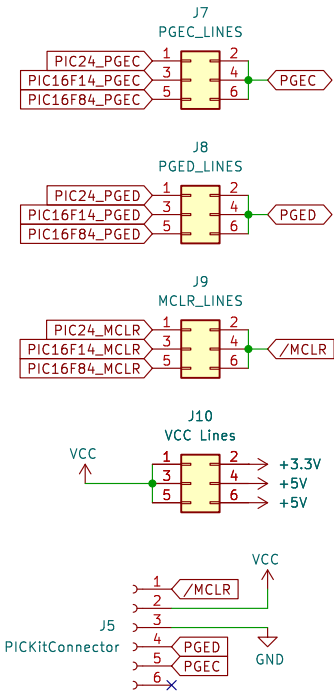 J7
PGEC_LINES
PIC24_PGEC 1 2
PIC16F14_PGEC 3 4 PGEC
PIC16F84_PGEC 5 6
J8
PGED_LINES
PIC24_PGED 1 2
PIC16F14_PGED 3 4 PGED
PIC16F84_PGED 5 6
J9
MCLR_LINES
PIC24_MCLR 1 2
PIC16F14_MCLR 3 4 /MCLR
PIC16F84_MCLR 5 6
J10
VCC Lines
VCC
1 2 +3.3V
3 4 +5V
5 6 +5V
VCC
1 /MCLR
2
J5
3
PICKitConnector
4 PGED
GND
5 PGEC
6